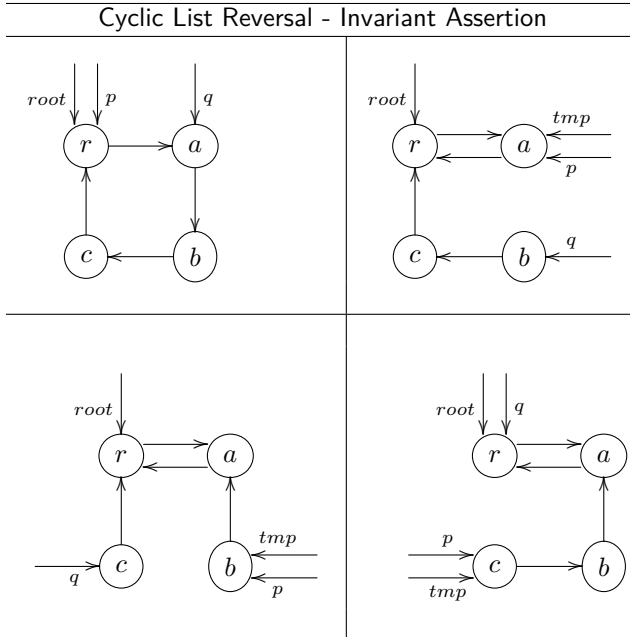 Cyclic List Reversal - Invariant Assertion
root p q
r a
c b
root tmp
r a
p
c b q
root
r a
tmp
q c b
p
root q
r a
p
c b
tmp